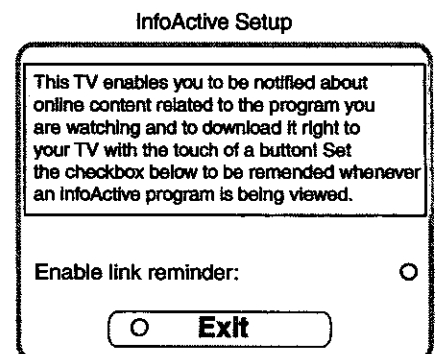 InfoActive Setup
This TV enables you to be notified about
online content related to the program you
are watching and to download it right to
your TV with the touch of a button! Set
the checkbox below to be remended whenever
an infoActive program is being viewed.
Enable link reminder:
Exit